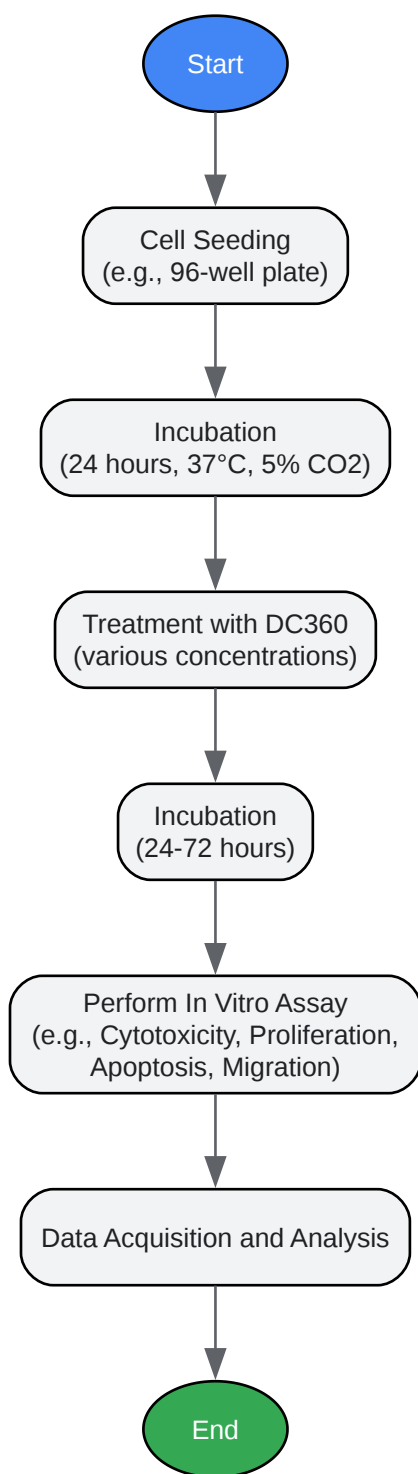 Start
Cell Seeding
(e.g., 96-well plate)
Incubation
(24 hours, 37°C, 5% CO2)
Treatment with DC360
(various concentrations)
Incubation
(24-72 hours)
Perform In Vitro Assay
(e.g., Cytotoxicity, Proliferation,
Apoptosis, Migration)
Data Acquisition and Analysis
End